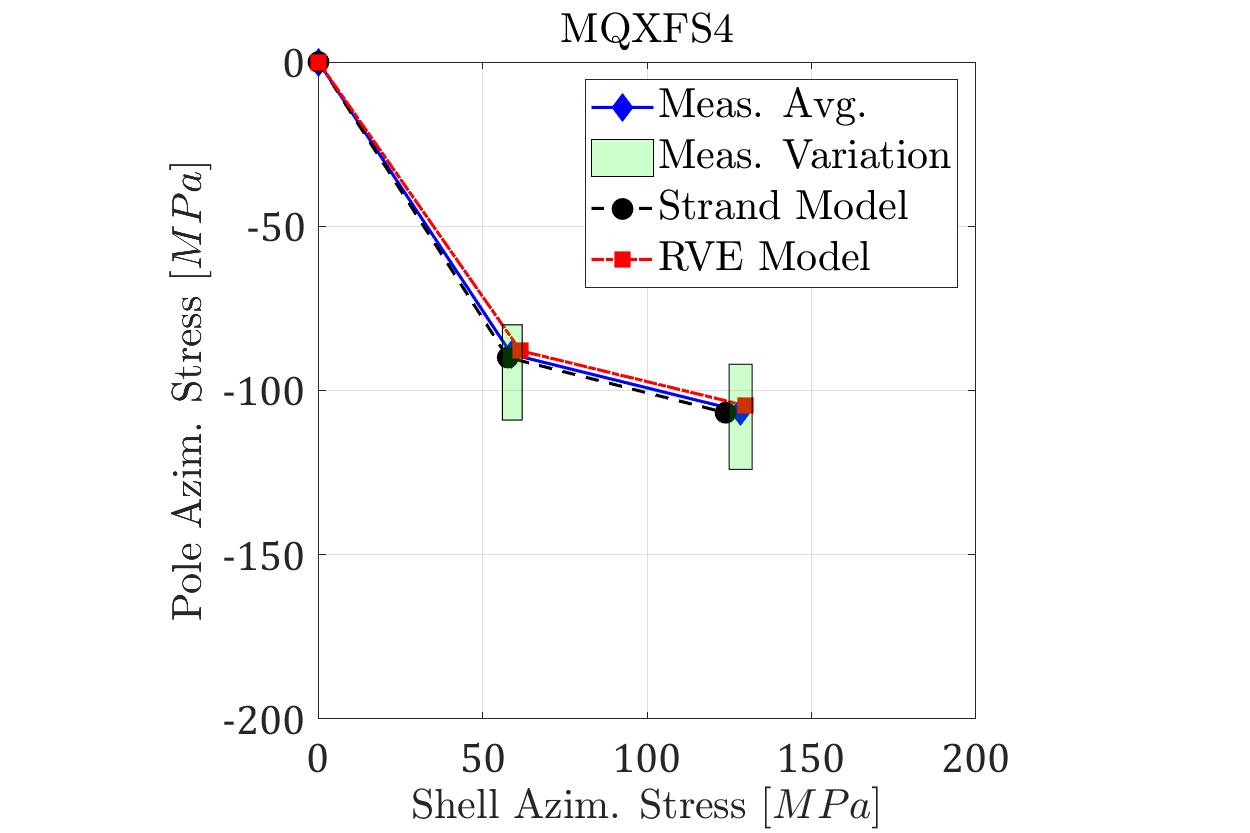 MQXFS4
Meas. Avg.
Meas. Variation
Strand Model
RVE Model
0
-50
-100
-150
-200
Pole Azim. Stress [MPa]
0 50 100 150 200
Shell Azim. Stress [MPa]